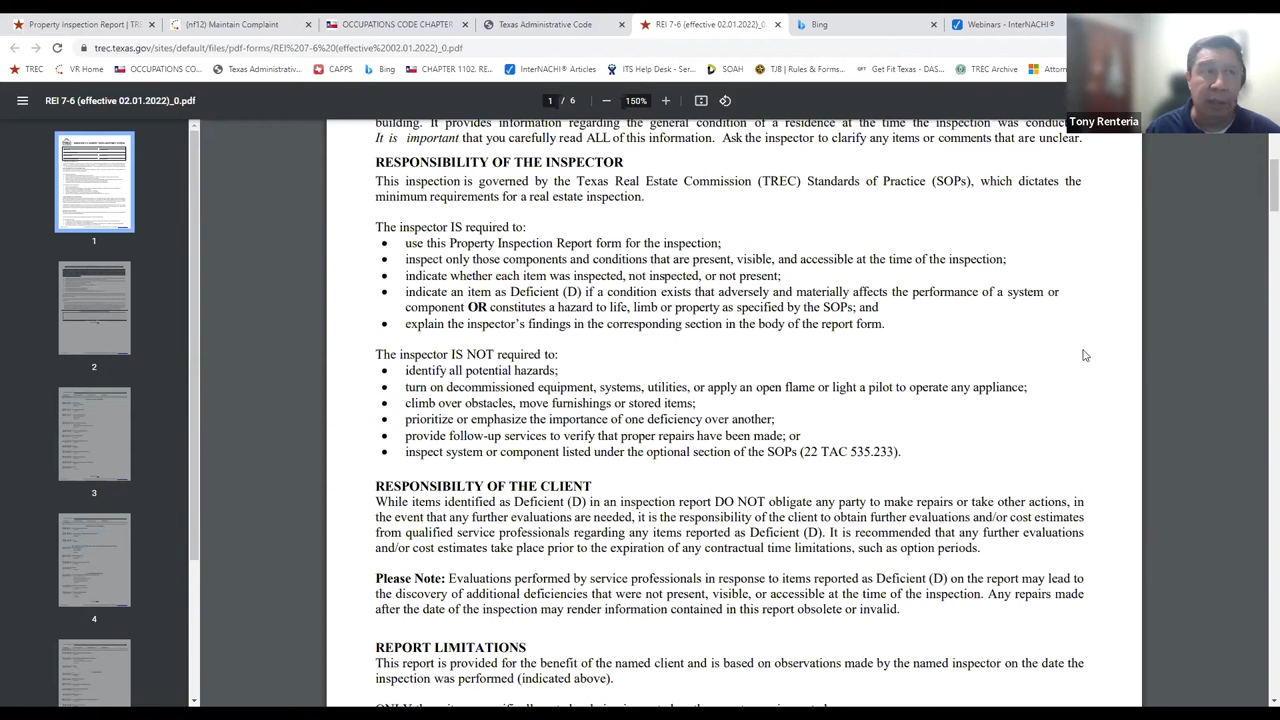 Property Inspection Report | TR
(nf12) Maintain Complaint
OCCUPATIONS CODE CHAPTER
Texas Administrative Code
REI 7-6 (effective 02.01.2022)_0.p
Bing
Webinars - InterNACHI®
trec.texas.gov/sites/default/files/pdf-forms/REI%207-6%20(effective%2002.01.2022)_0.pdf
TREC
VR Home
OCCUPATIONS CO...
Texas Administrativ...
CAPPS
Bing
CHAPTER 1102. REI...
InterNACHI® Articles
ITS Help Desk - Ser...
SOAH
TJB | Rules & Forms...
Get Fit Texas - DAS...
TREC Archive
Attor
REI 7-6 (effective 02.01.2022)_0.pdf
1 / 6
150%
Tony Renteria
1
2
3
4
building. It provides information regarding the general condition of a residence at the time the inspection was conduc
It is important that you carefully read ALL of this information. Ask the inspector to clarify any items or comments that are unclear.
RESPONSIBILITY OF THE INSPECTOR
This inspection is governed by the Texas Real Estate Commission (TREC) Standards of Practice (SOPs), which dictates the
minimum requirements for a real estate inspection.
The inspector IS required to:
• use this Property Inspection Report form for the inspection;
• inspect only those components and conditions that are present, visible, and accessible at the time of the inspection;
• indicate whether each item was inspected, not inspected, or not present;
• indicate an item as Deficient (D) if a condition exists that adversely and materially affects the performance of a system or
component OR constitutes a hazard to life, limb or property as specified by the SOPs; and
• explain the inspector's findings in the corresponding section in the body of the report form.
The inspector IS NOT required to:
• identify all potential hazards;
• turn on decommissioned equipment, systems, utilities, or apply an open flame or light a pilot to operate any appliance;
• climb over obstacles, move furnishings or stored items;
• prioritize or emphasize the importance of one deficiency over another;
• provide follow-up services to verify that proper repairs have been made; or
• inspect system or component listed under the optional section of the SOPs (22 TAC 535.233).
RESPONSIBILTY OF THE CLIENT
While items identified as Deficient (D) in an inspection report DO NOT obligate any party to make repairs or take other actions, in
the event that any further evaluations are needed, it is the responsibility of the client to obtain further evaluations and/or cost estimates
from qualified service professionals regarding any items reported as Deficient (D). It is recommended that any further evaluations
and/or cost estimates take place prior to the expiration of any contractual time limitations, such as option periods.
Please Note: Evaluations performed by service professionals in response to items reported as Deficient (D) on the report may lead to
the discovery of additional deficiencies that were not present, visible, or accessible at the time of the inspection. Any repairs made
after the date of the inspection may render information contained in this report obsolete or invalid.
REPORT LIMITATIONS
This report is provided for the benefit of the named client and is based on observations made by the named inspector on the date the
inspection was performed (indicated above).